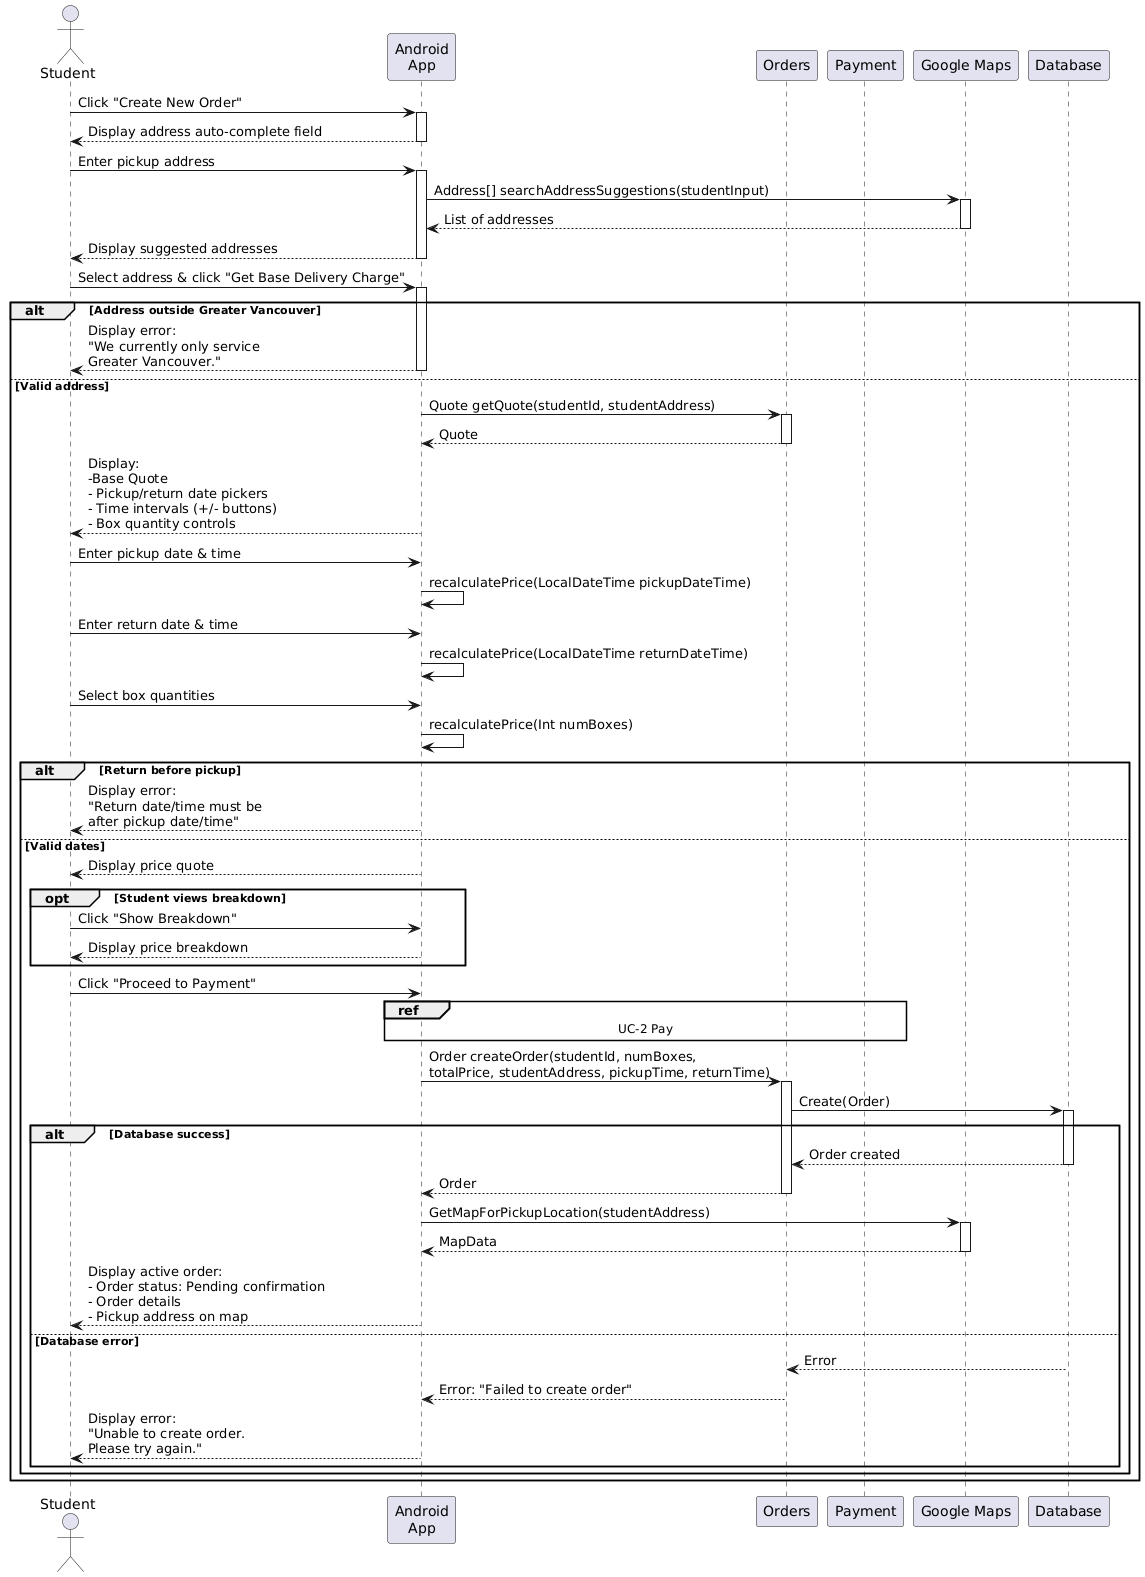 Student
Android
App
Orders
Payment
Google Maps
Database
Click "Create New Order"
Display address auto-complete field
Enter pickup address
Address[] searchAddressSuggestions(studentInput)
List of addresses
Display suggested addresses
Select address & click "Get Base Delivery Charge"
alt
[Address outside Greater Vancouver]
Display error:
"We currently only service
Greater Vancouver."
[Valid address]
Quote getQuote(studentId, studentAddress)
Quote
Display:
-Base Quote
- Pickup/return date pickers
- Time intervals (+/- buttons)
- Box quantity controls
Enter pickup date & time
recalculatePrice(LocalDateTime pickupDateTime)
Enter return date & time
recalculatePrice(LocalDateTime returnDateTime)
Select box quantities
recalculatePrice(Int numBoxes)
alt
[Return before pickup]
Display error:
"Return date/time must be
after pickup date/time"
[Valid dates]
Display price quote
opt
[Student views breakdown]
Click "Show Breakdown"
Display price breakdown
Click "Proceed to Payment"
ref
UC-2 Pay
Order createOrder(studentId, numBoxes,
totalPrice, studentAddress, pickupTime, returnTime)
Create(Order)
alt
[Database success]
Order created
Order
GetMapForPickupLocation(studentAddress)
MapData
Display active order:
- Order status: Pending confirmation
- Order details
- Pickup address on map
[Database error]
Error
Error: "Failed to create order"
Display error:
"Unable to create order.
Please try again."
Student
Android
App
Orders
Payment
Google Maps
Database